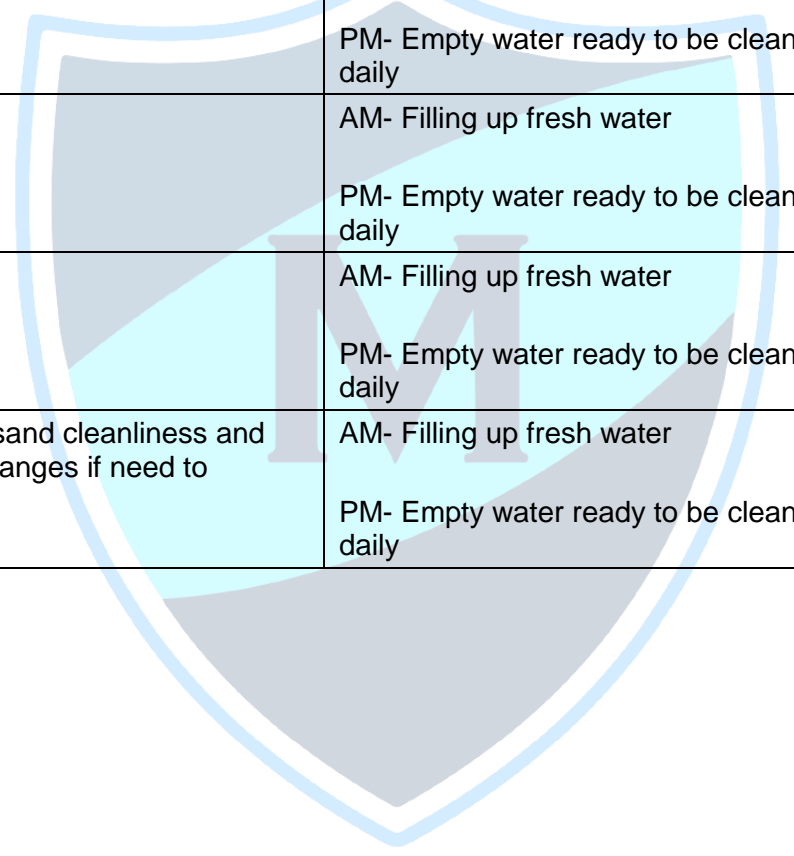 PM- Empty water ready to be clean
daily
AM- Filling up fresh water
PM- Empty water ready to be clean
daily
AM- Filling up fresh water
PM- Empty water ready to be clean
daily
sand cleanliness and
anges if need to
AM- Filling up fresh water
PM- Empty water ready to be clean
daily
M